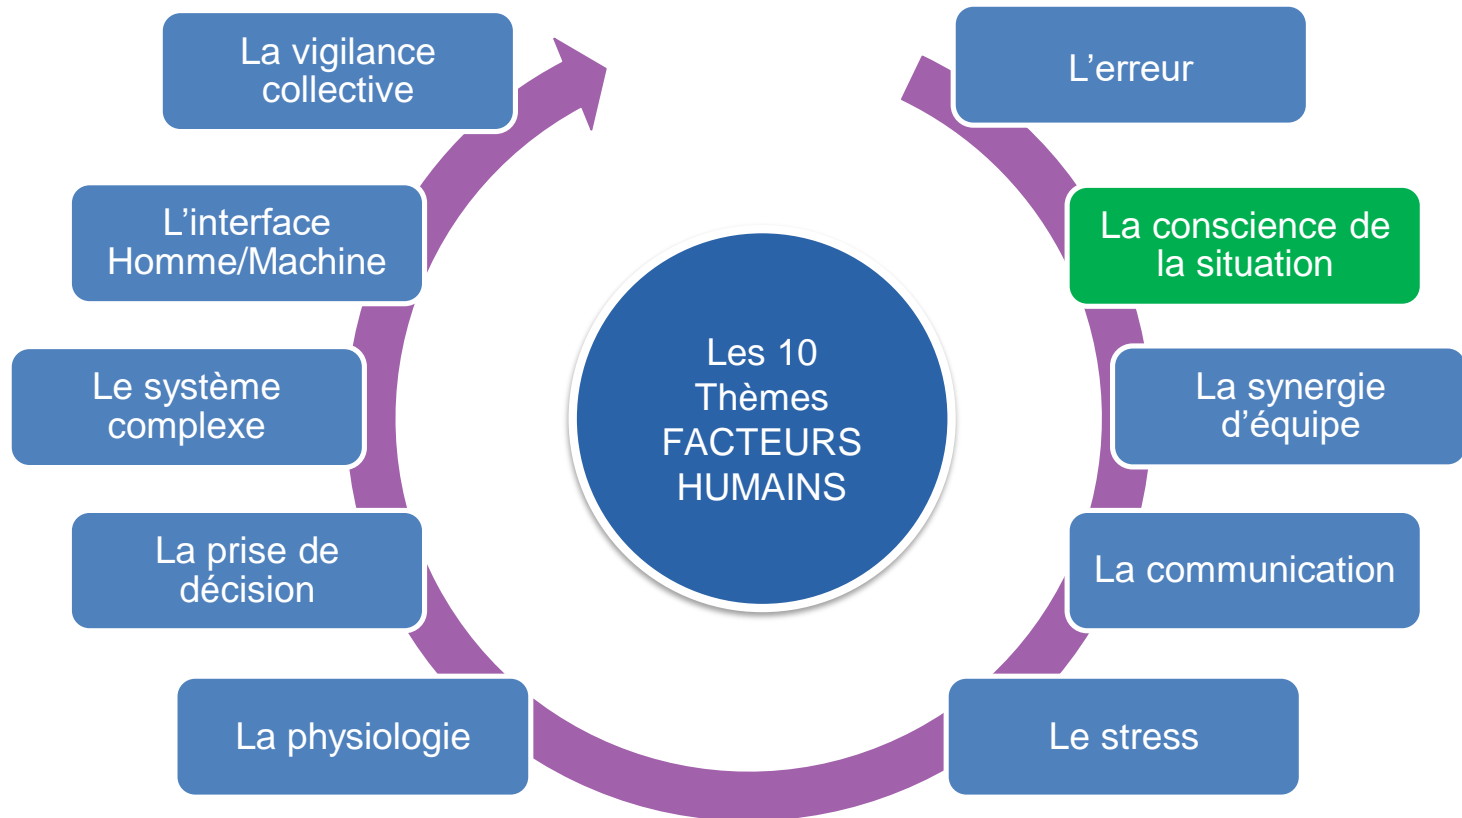 La vigilance
collective
L’erreur
L’interface
Homme/Machine
La conscience de
la situation
Les 10
Thèmes
FACTEURS
HUMAINS
Le système
complexe
La synergie
d’équipe
La prise de
décision
La communication
La physiologie
Le stress